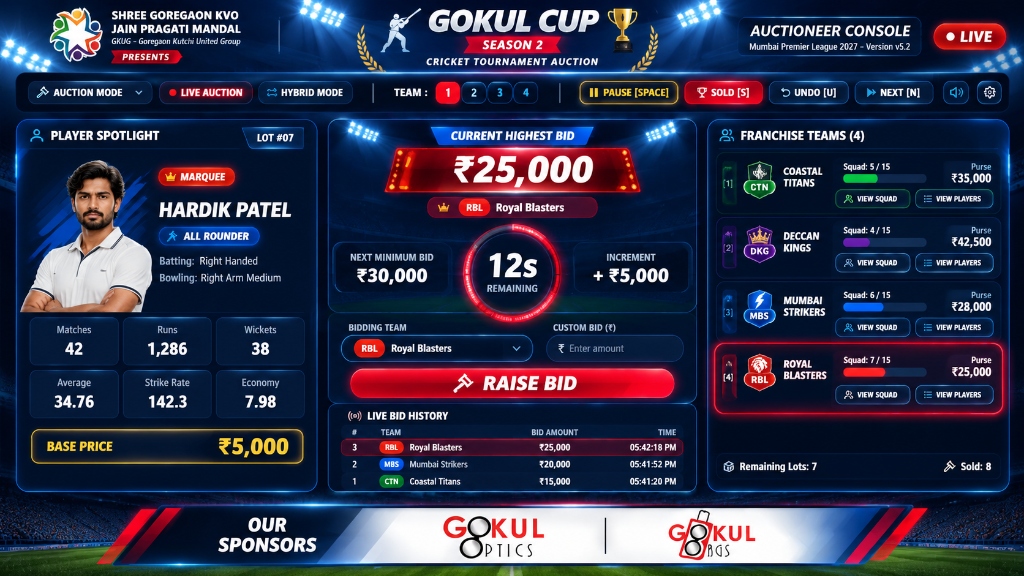 SHREE GOREGAON KVO
JAIN PRAGATI MANDAL
GKUG - Goregaon Kutchi United Group
PRESENTS
GOKUL CUP
SEASON 2
CRICKET TOURNAMENT AUCTION
AUCTIONEER CONSOLE
Mumbai Premier League 2027 - Version v5.2
LIVE
AUCTION MODE
LIVE AUCTION
HYBRID MODE
TEAM : 1 2 3 4
PAUSE [SPACE]
SOLD [S]
UNDO [U]
NEXT [N]
PLAYER SPOTLIGHT
LOT #07
MARQUEE
HARDIK PATEL
ALL ROUNDER
Batting: Right Handed
Bowling: Right Arm Medium
Matches Runs Wickets
42 1,286 38
Average Strike Rate Economy
34.76 142.3 7.98
BASE PRICE ₹5,000
CURRENT HIGHEST BID
₹25,000
RBL Royal Blasters
NEXT MINIMUM BID
₹30,000
12s
REMAINING
INCREMENT
+ ₹5,000
BIDDING TEAM
RBL Royal Blasters
CUSTOM BID (₹)
₹ Enter amount
RAISE BID
LIVE BID HISTORY
# TEAM BID AMOUNT TIME
3 RBL Royal Blasters ₹25,000 05:42:18 PM
2 MBS Mumbai Strikers ₹20,000 05:41:52 PM
1 CTN Coastal Titans ₹15,000 05:41:20 PM
FRANCHISE TEAMS (4)
[1] CTN COASTAL TITANS
Squad: 5 / 15
Purse
₹35,000
VIEW SQUAD VIEW PLAYERS
[2] DKG DECCAN KINGS
Squad: 4 / 15
Purse
₹42,500
VIEW SQUAD VIEW PLAYERS
[3] MBS MUMBAI STRIKERS
Squad: 6 / 15
Purse
₹28,000
VIEW SQUAD VIEW PLAYERS
[4] RBL ROYAL BLASTERS
Squad: 7 / 15
Purse
₹25,000
VIEW SQUAD VIEW PLAYERS
Remaining Lots: 7
Sold: 8
OUR
SPONSORS
GOKUL
OPTICS
GOKUL
BGS